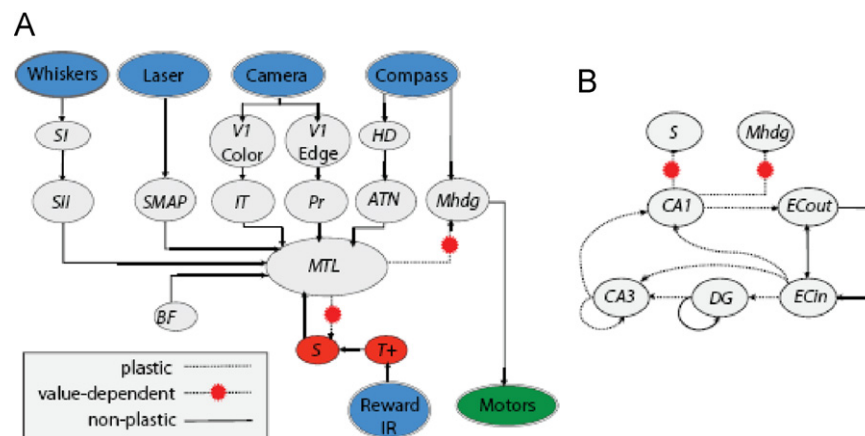 A
Whiskers
Laser
Camera
Compass
SI
V1
Color
V1
Edge
HD
SII
SMAP
IT
Pr
ATN
Mhdg
MTL
BF
S
T+
plastic
value-dependent
non-plastic
Reward
IR
Motors
B
S
Mhdg
CA1
ECout
CA3
DG
ECin